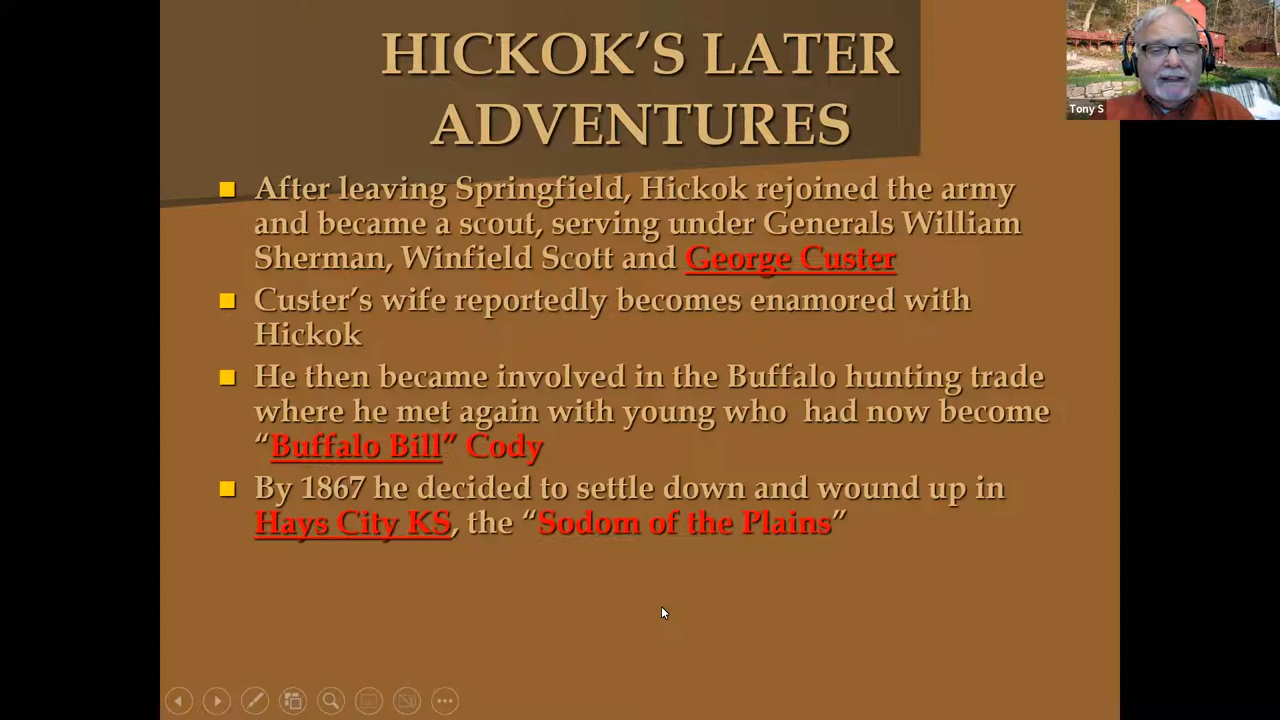 HICKOK’S LATER
ADVENTURES
After leaving Springfield, Hickok rejoined the army
and became a scout, serving under Generals William
Sherman, Winfield Scott and George Custer
Custer’s wife reportedly becomes enamored with
Hickok
He then became involved in the Buffalo hunting trade
where he met again with young who  had now become
“Buffalo Bill” Cody
By 1867 he decided to settle down and wound up in
Hays City KS, the “Sodom of the Plains”
Tony S